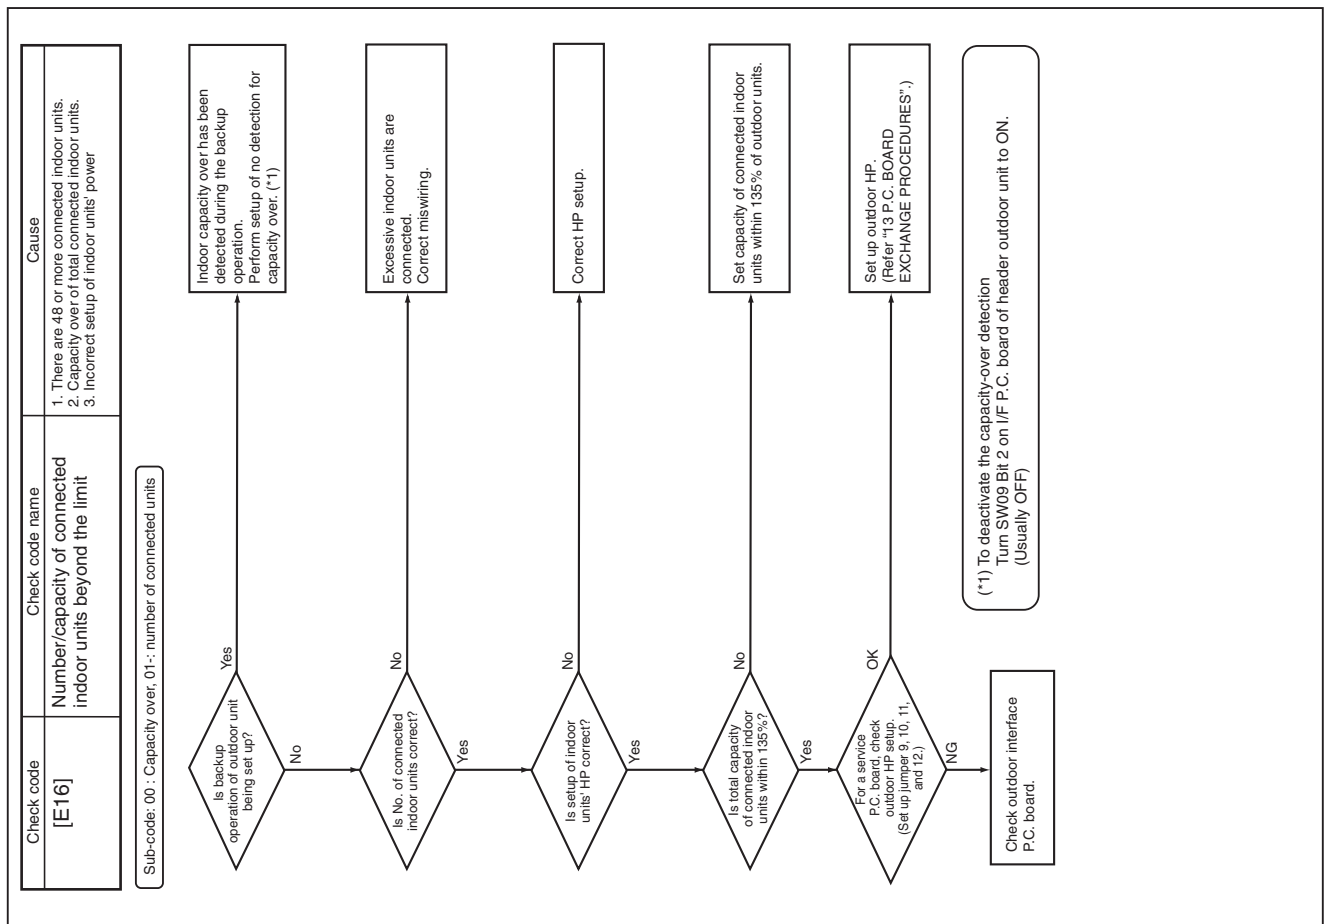 Check code
Check code name
Cause
[E16]
Number/capacity of connected
indoor units beyond the limit
1. There are 48 or more connected indoor units.
2. Capacity over of total connected indoor units.
3. Incorrect setup of indoor units' power
Sub-code: 00 : Capacity over, 01-: number of connected units
Is backup
operation of outdoor unit
being set up?
Yes
Indoor capacity over has been
detected during the backup
operation.
Perform setup of no detection for
capacity over. (*1)
No
Is No. of connected
indoor units correct?
No
Excessive indoor units are
connected.
Correct miswiring.
Yes
Is setup of indoor
units' HP correct?
No
Correct HP setup.
Yes
Is total capacity
of connected indoor
units within 135%?
No
Set capacity of connected indoor
units within 135% of outdoor units.
Yes
For a service
P.C. board, check
outdoor HP setup.
(Set up jumper 9, 10, 11,
and 12.)
OK
Set up outdoor HP.
(Refer "13 P.C. BOARD
EXCHANGE PROCEDURES".)
NG
Check outdoor interface
P.C. board.
(*1) To deactivate the capacity-over detection
Turn SW09 Bit 2 on I/F P.C. board of header outdoor unit to ON.
(Usually OFF)